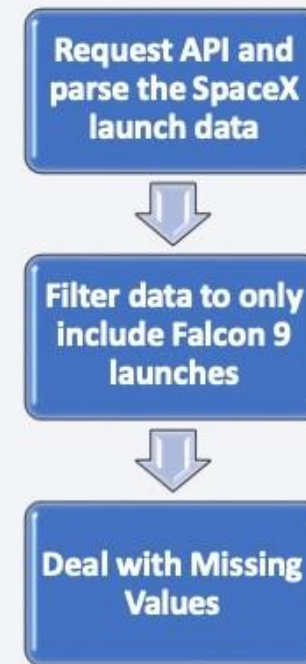 Request API and
parse the SpaceX
launch data
Filter data to only
include Falcon 9
launches
Deal with Missing
Values